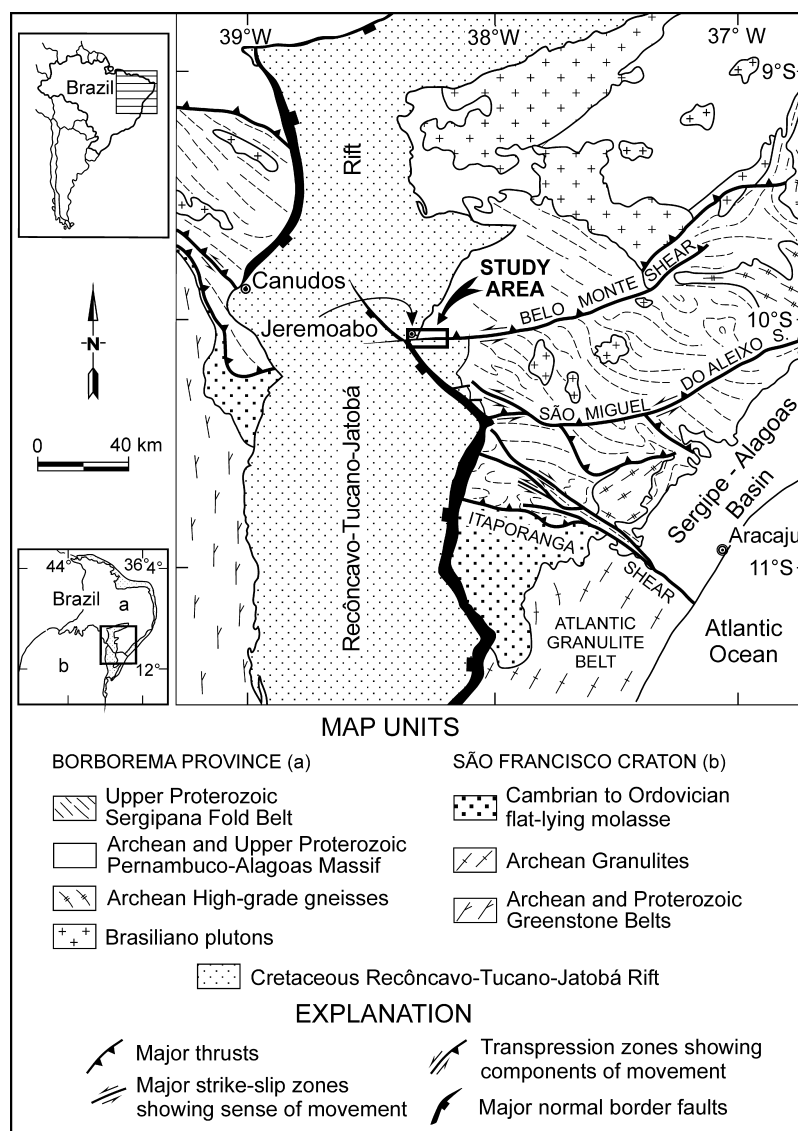 39°W
38°W
37°W
9°S
Brazil
Rift
Canudos
STUDY
AREA
Jeremoabo
BELO MONTE SHEAR
10°S
N
SÃO MIGUEL DO ALEIXO S.
0 40 km
Recôncavo-Tucano-Jatobá
Sergipe - Alagoas
Basin
Aracaju
ITAPORANGA SHEAR
11°S
44° 36° 4°
Brazil
a
b
12°
ATLANTIC
GRANULITE
BELT
Atlantic
Ocean
MAP UNITS
BORBOREMA PROVINCE (a)
Upper Proterozoic
Sergipana Fold Belt
Archean and Upper Proterozoic
Pernambuco-Alagoas Massif
Archean High-grade gneisses
Brasiliano plutons
SÃO FRANCISCO CRATON (b)
Cambrian to Ordovician
flat-lying molasse
Archean Granulites
Archean and Proterozoic
Greenstone Belts
Cretaceous Recôncavo-Tucano-Jatobá Rift
EXPLANATION
Major thrusts
Major strike-slip zones
showing sense of movement
Transpression zones showing
components of movement
Major normal border faults